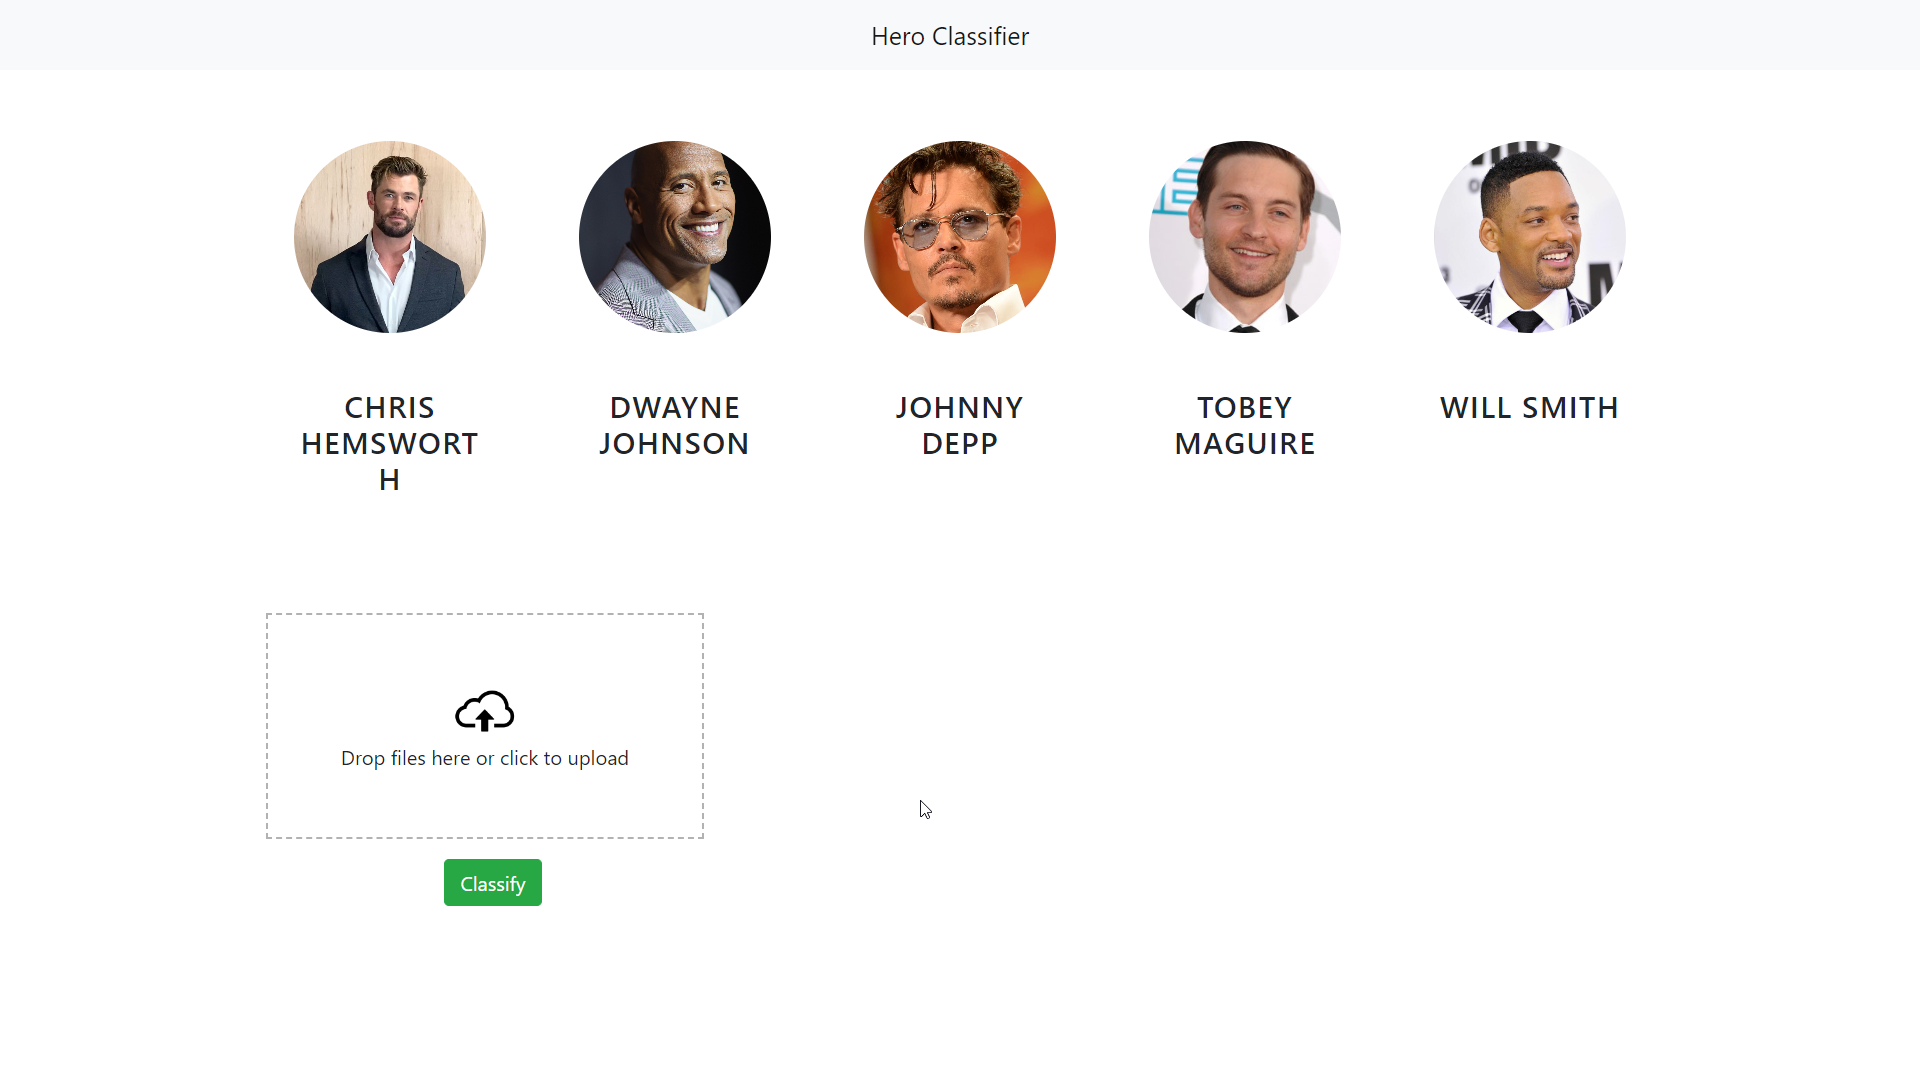 Hero Classifier
CHRIS
HEMSWORT
H
DWAYNE
JOHNSON
JOHNNY
DEPP
TOBEY
MAGUIRE
WILL SMITH
Drop files here or click to upload
Classify